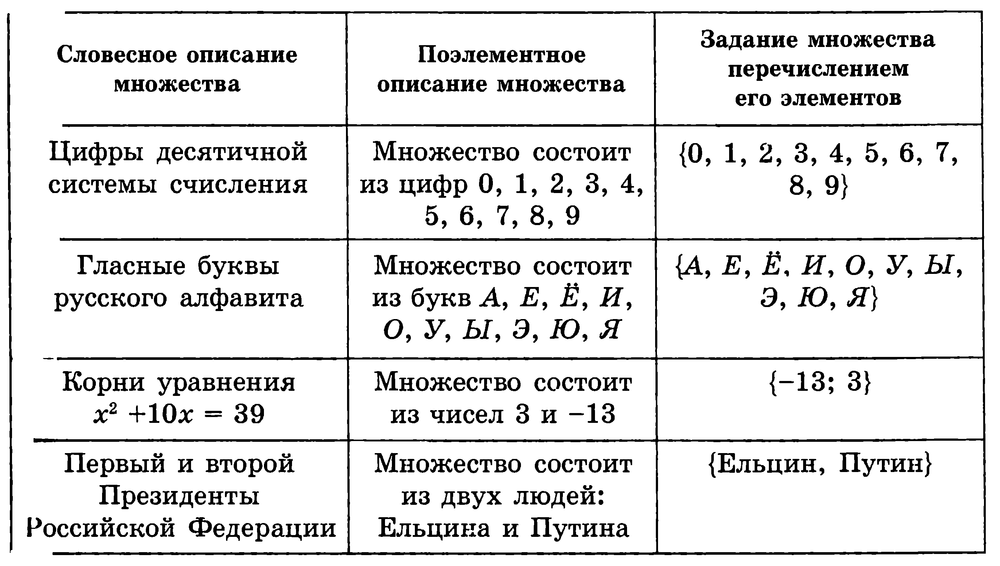 Словесное описание
множества
Поэлементное
описание множества
Задание множества
перечислением
его элементов
Цифры десятичной
системы счисления
Множество состоит
из цифр 0, 1, 2, 3, 4,
5, 6, 7, 8, 9
{0, 1, 2, 3, 4, 5, 6, 7,
8, 9}
Гласные буквы
русского алфавита
Множество состоит
из букв А, Е, Ё, И,
О, У, Ы, Э, Ю, Я
{А, Е, Ё, И, О, У, Ы,
Э, Ю, Я}
Корни уравнения
x² +10x = 39
Множество состоит
из чисел 3 и −13
{−13; 3}
Первый и второй
Президенты
Российской Федерации
Множество состоит
из двух людей:
Ельцина и Путина
{Ельцин, Путин}